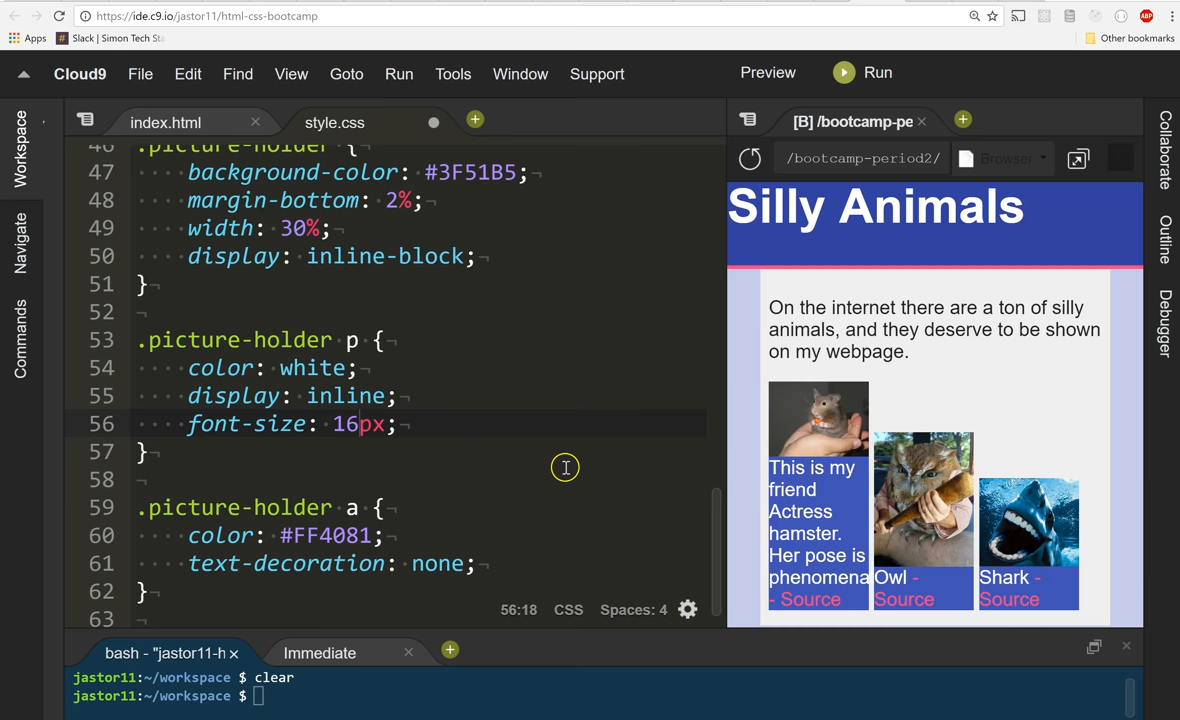 https://ide.c9.io/jastor11/html-css-bootcamp
ABP
Apps
Slack | Simon Tech St
Other bookmarks
Cloud9 File Edit Find View Goto Run Tools Window Support Preview Run
Workspace
Navigate
Commands
index.html
style.css
46 .picture-holder {
47 background-color: #3F51B5;
48 margin-bottom: 2%;
49 width: 30%;
50 display: inline-block;
51 }
52
53 .picture-holder p {
54 color: white;
55 display: inline;
56 font-size: 16px;
57 }
58
59 .picture-holder a {
60 color: #FF4081;
61 text-decoration: none;
62 }
63
56:18 CSS Spaces: 4
[B] /bootcamp-pe
/bootcamp-period2/ Browser
Silly Animals
On the internet there are a ton of silly
animals, and they deserve to be shown
on my webpage.
This is my
friend
Actress
hamster.
Her pose is
phenomena
- Source
Owl -
Source
Shark -
Source
Collaborate
Outline
Debugger
bash - "jastor11-h
Immediate
jastor11:~/workspace $ clear
jastor11:~/workspace $